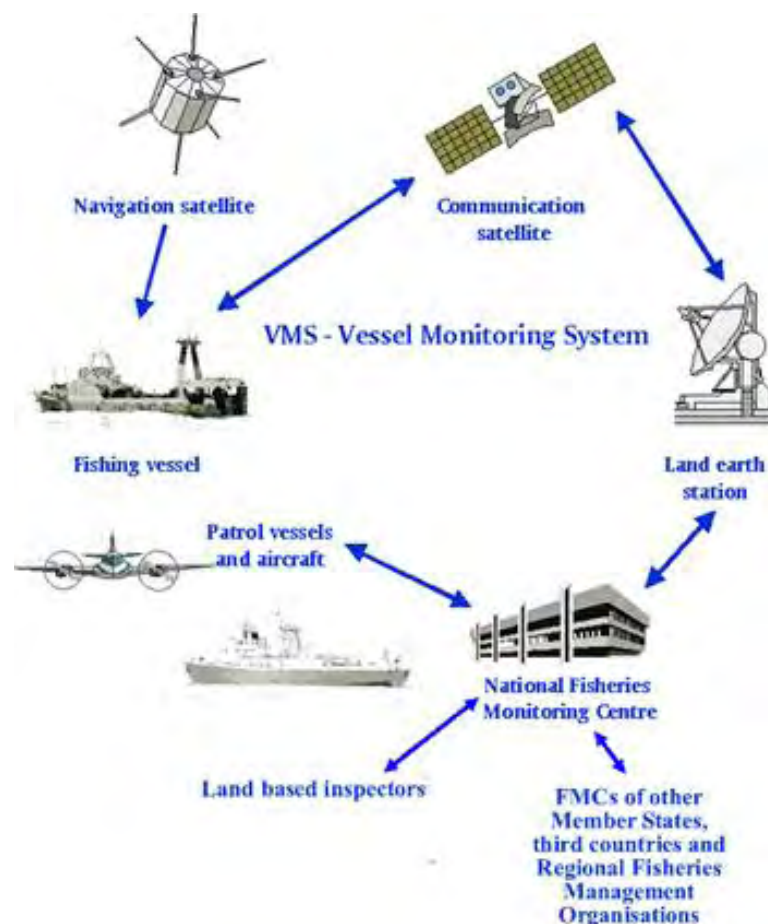 Navigation satellite
Communication
satellite
VMS - Vessel Monitoring System
Fishing vessel
Land earth
station
Patrol vessels
and aircraft
National Fisheries
Monitoring Centre
Land based inspectors
FMCs of other
Member States,
third countries and
Regional Fisheries
Management
Organisations